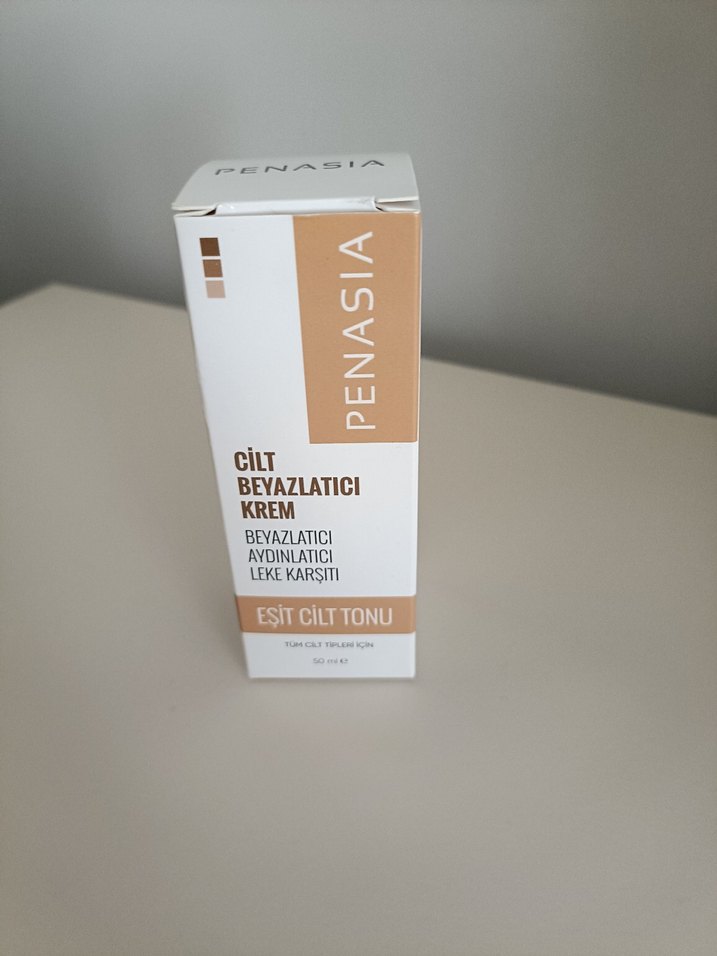 PENASIA
PENASIA
CİLT
BEYAZLATICI
KREM
BEYAZLATICI
AYDINLATICI
LEKE KARŞITI
EŞİT CİLT TONU
TÜM CİLT TİPLERİ İÇİN
50 ml e